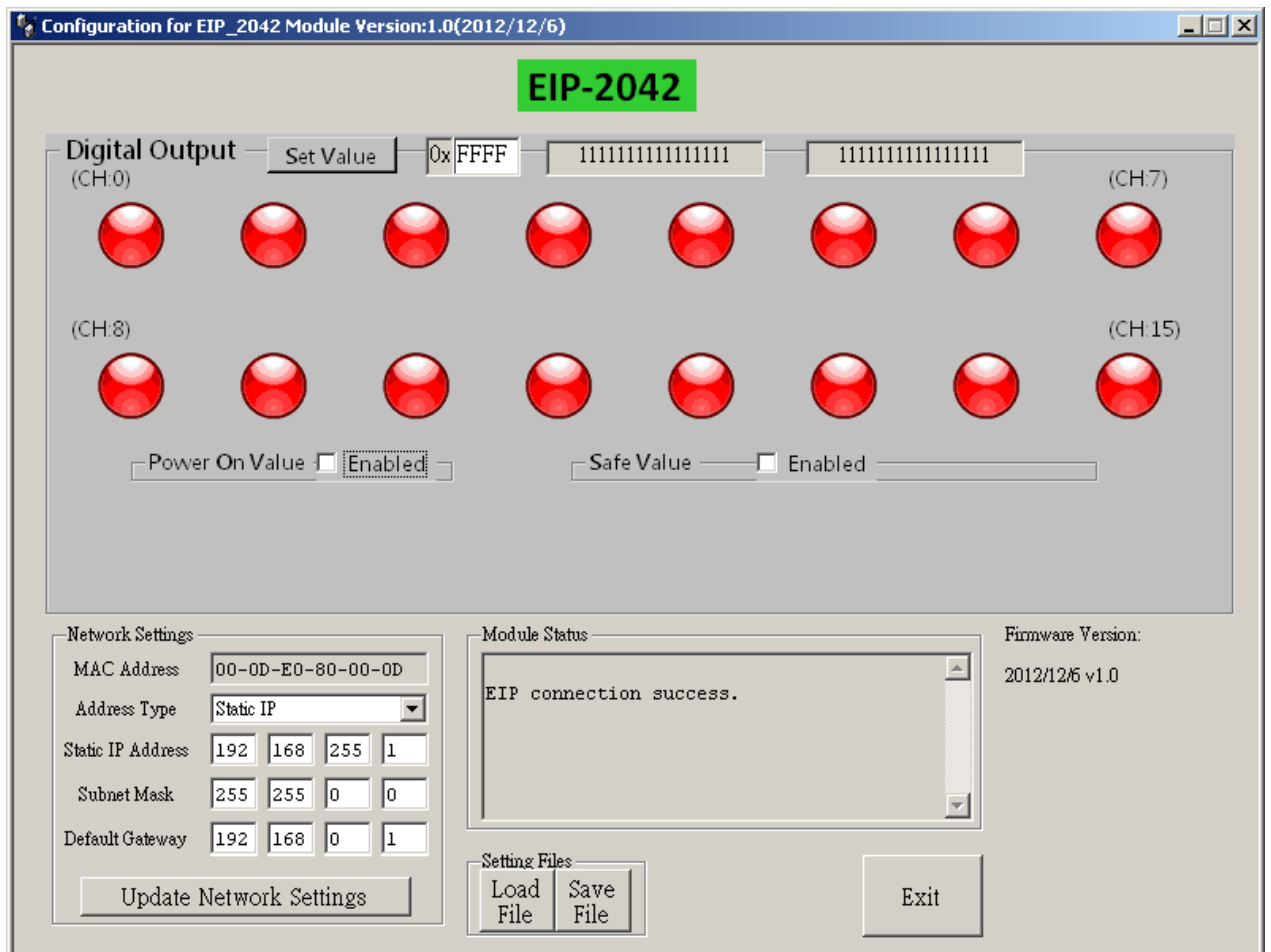 Configuration for EIP_2042 Module Version:1.0(2012/12/6)
EIP-2042
Digital Output Set Value 0x FFFF 1111111111111111 1111111111111111
(CH:0) (CH:7)
(CH:8) (CH:15)
Power On Value Enabled Safe Value Enabled
Network Settings
MAC Address 00-0D-E0-80-00-0D
Address Type Static IP
Static IP Address 192 168 255 1
Subnet Mask 255 255 0 0
Default Gateway 192 168 0 1
Update Network Settings
Module Status
EIP connection success.
Setting Files
Load File
Save File
Exit
Firmware Version:
2012/12/6 v1.0